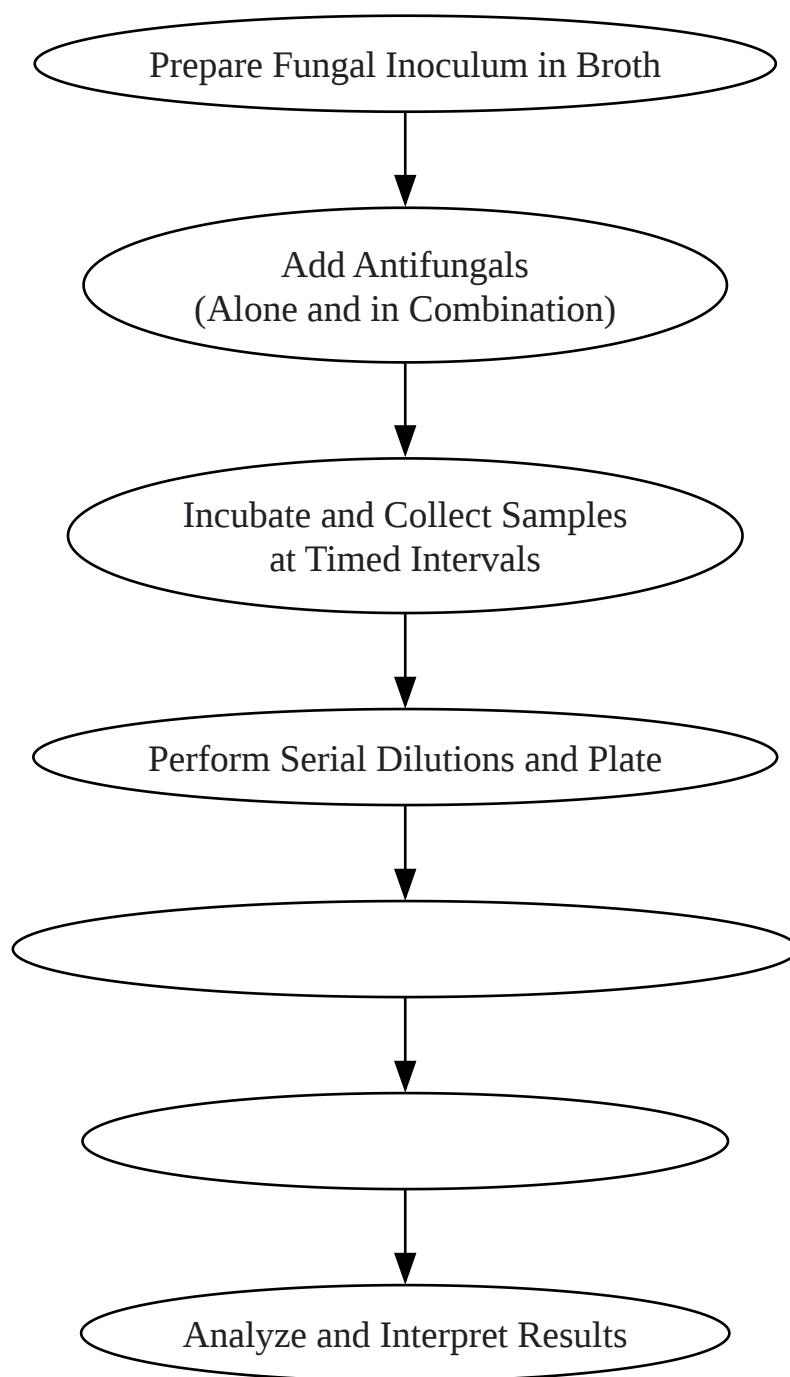 Prepare Fungal Inoculum in Broth
Add Antifungals
(Alone and in Combination)
Incubate and Collect Samples
at Timed Intervals
Perform Serial Dilutions and Plate
Analyze and Interpret Results